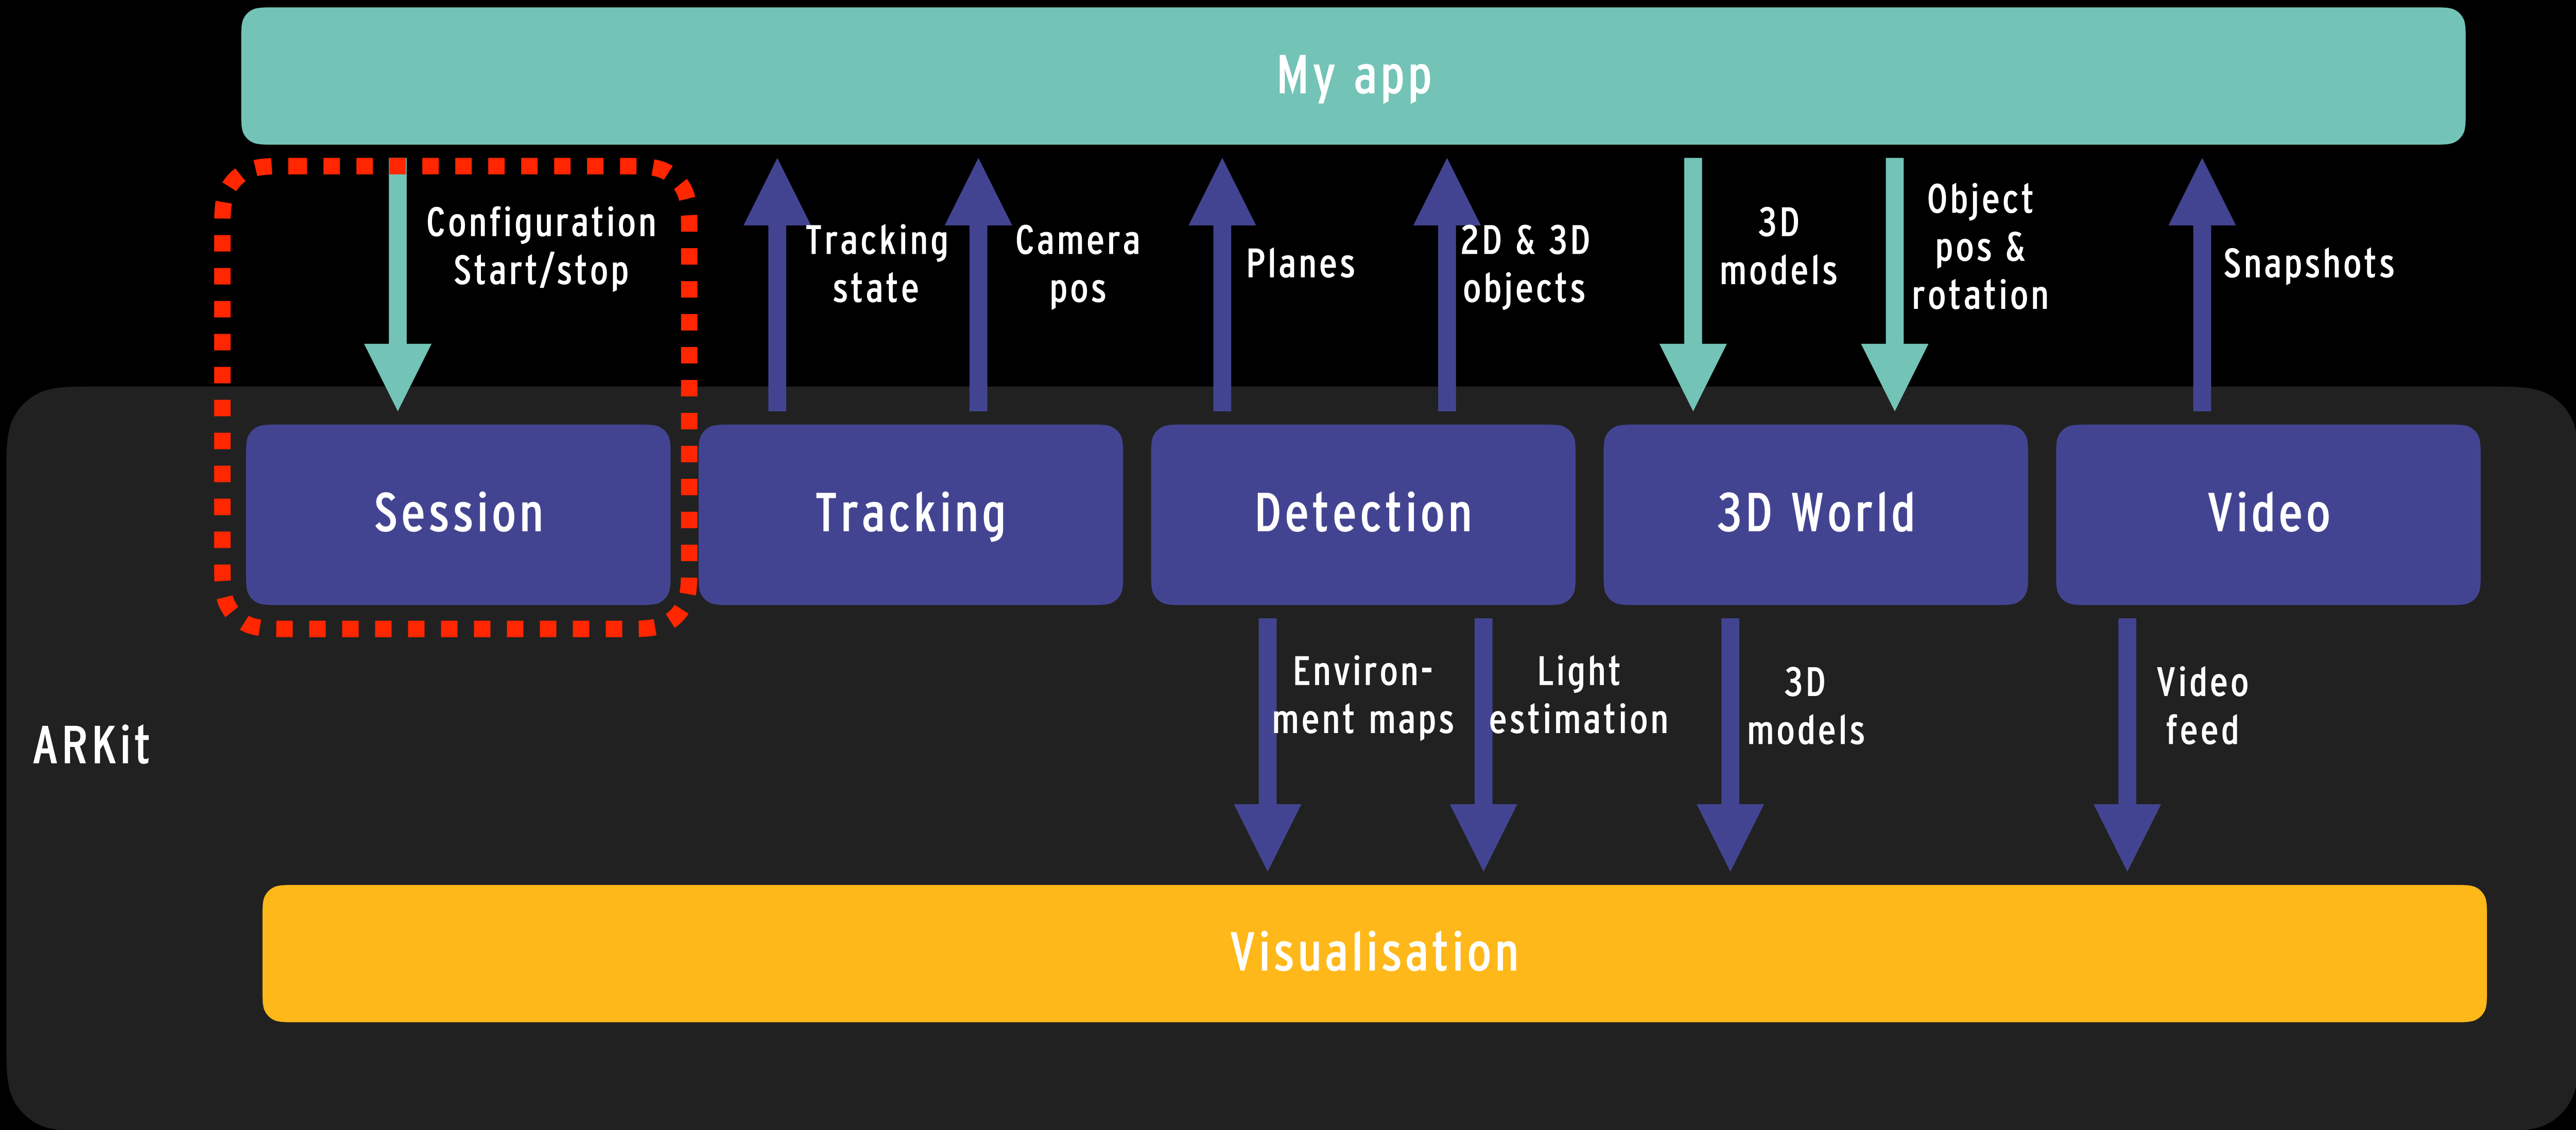 My app
Configuration
Start/stop
Tracking
state
Camera
pos
Planes
2D & 3D
objects
3D
models
Object
pos &
rotation
Snapshots
Session
Tracking
Detection
3D World
Video
Environ-
ment maps
Light
estimation
3D
models
Video
feed
ARKit
Visualisation